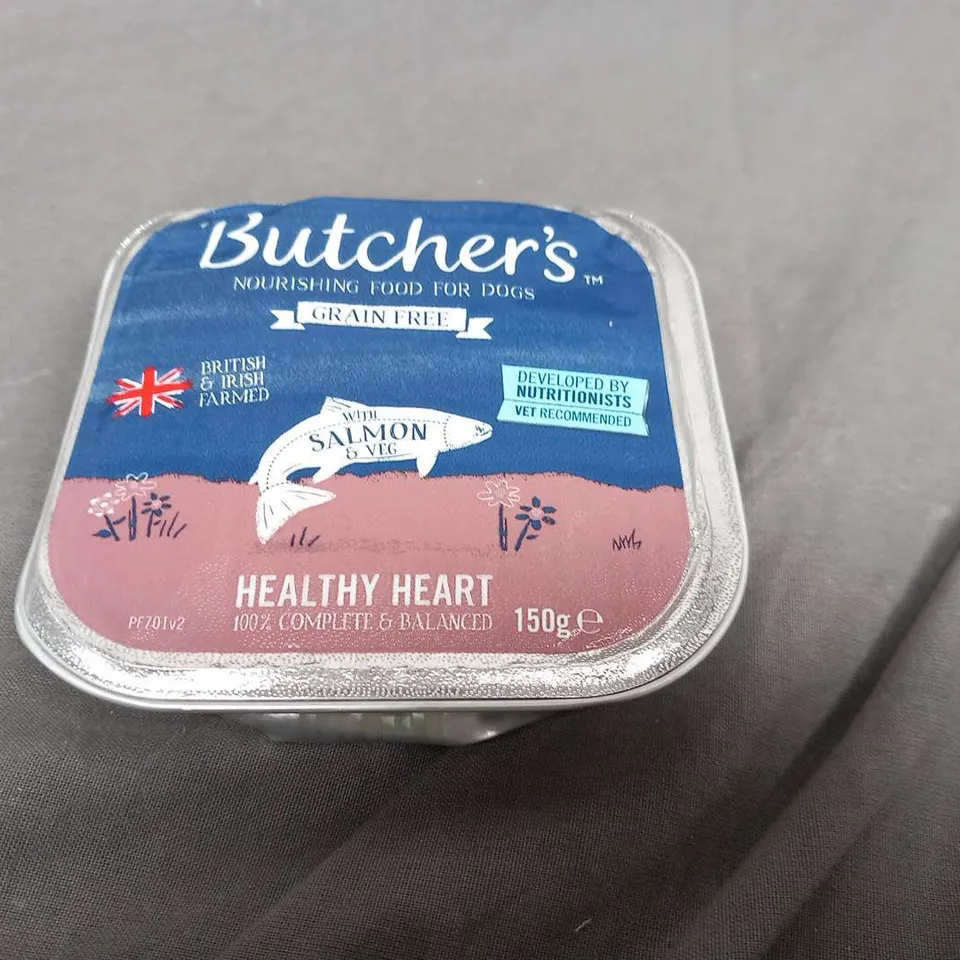 Butcher's™
NOURISHING FOOD FOR DOGS
GRAIN FREE
BRITISH
& IRISH
FARMED
DEVELOPED BY
NUTRITIONISTS
VET RECOMMENDED
WITH
SALMON
& VEG
HEALTHY HEART
100% COMPLETE & BALANCED
150g℮
PF701v2